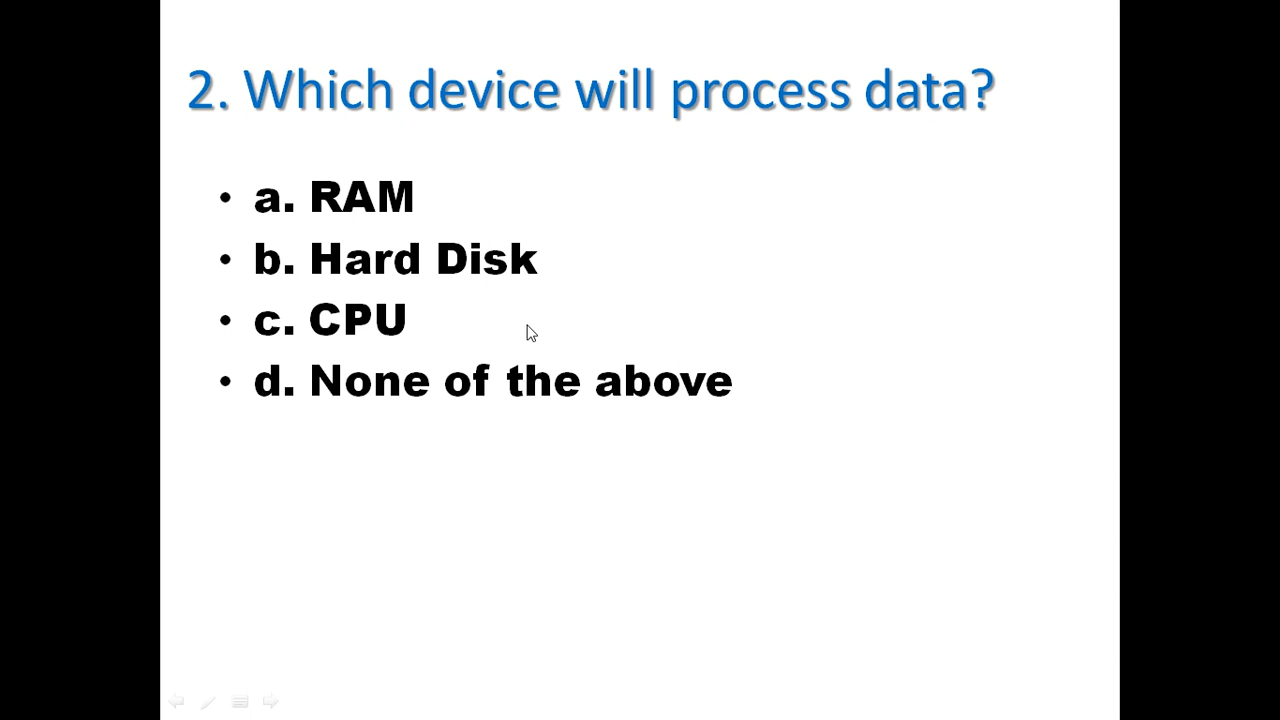 2. Which device will process data?
• a. RAM
• b. Hard Disk
• c. CPU
• d. None of the above